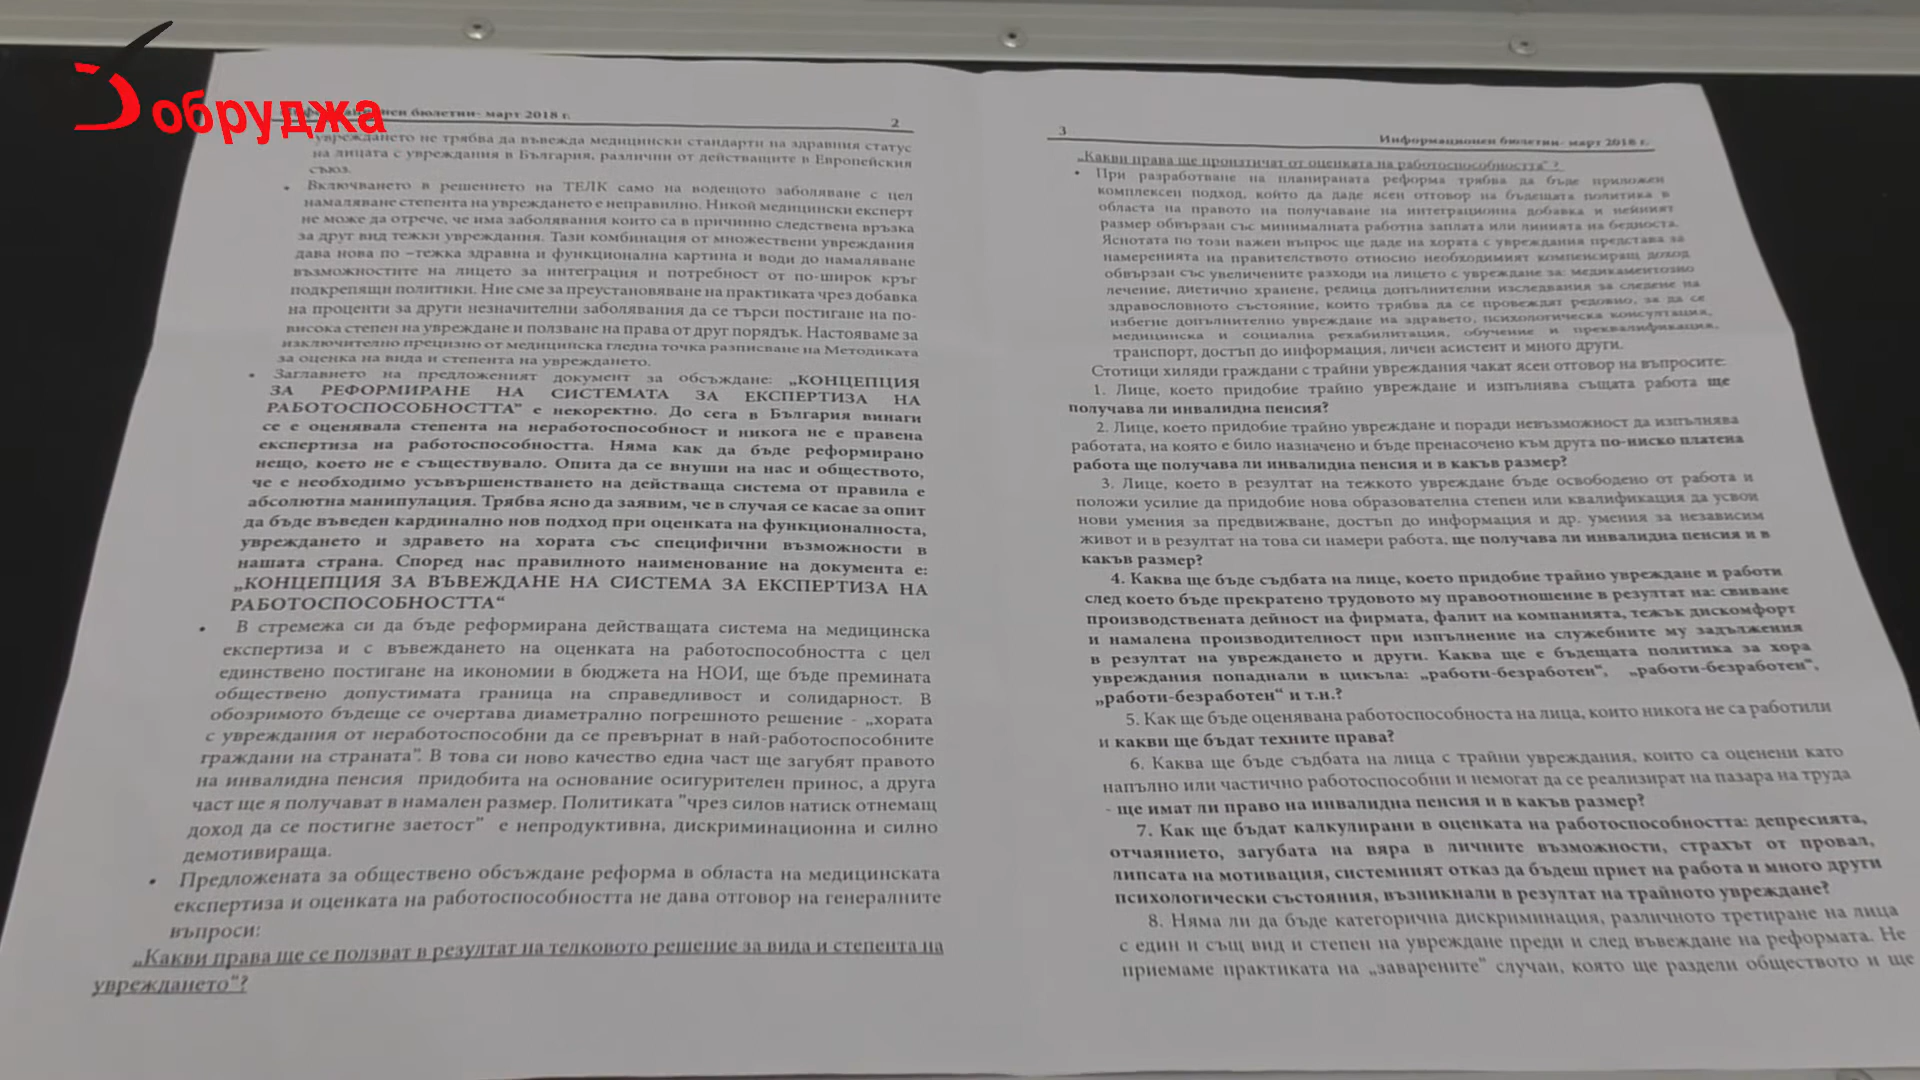 Добруджа
бюлетин- март 2018 г.
2
увреждането не трябва да въвежда медицински стандарти на здравния статус
на лицата с увреждания в България, различни от действащите в Европейския
съюз.
• Включването в решението на ТЕЛК само на водещото заболяване с цел
намаляване степента на увреждането е неправилно. Никой медицински експерт
не може да отрече, че има заболявания които са в причинно следствена връзка
за друг вид тежки увреждания. Тази комбинация от множествени увреждания
дава нова по –тежка здравна и функционална картина и води до намаляване
възможностите на лицето за интеграция и потребност от по-широк кръг
подкрепящи политики. Ние сме за преустановяване на практиката чрез добавка
на проценти за други незначителни заболявания да се търси постигане на по-
висока степен на увреждане и ползване на права от друг порядък. Настояваме за
изключително прецизно от медицинска гледна точка разписване на Методиката
за оценка на вида и степента на увреждането.
• Заглавието на предложеният документ за обсъждане: „КОНЦЕПЦИЯ
ЗА РЕФОРМИРАНЕ НА СИСТЕМАТА ЗА ЕКСПЕРТИЗА НА
РАБОТОСПОСОБНОСТТА" е некоректно. До сега в България винаги
се е оценявала степента на неработоспособност и никога не е правена
експертиза на работоспособността. Няма как да бъде реформирано
нещо, което не е съществувало. Опита да се внуши на нас и обществото,
че е необходимо усъвършенстването на действаща система от правила е
абсолютна манипулация. Трябва ясно да заявим, че в случая се касае за опит
да бъде въведен кардинално нов подход при оценката на функционалноста,
увреждането и здравето на хората със специфични възможности в
нашата страна. Според нас правилното наименование на документа е:
„КОНЦЕПЦИЯ ЗА ВЪВЕЖДАНЕ НА СИСТЕМА ЗА ЕКСПЕРТИЗА НА
РАБОТОСПОСОБНОСТТА“
• В стремежа си да бъде реформирана действащата система на медицинска
експертиза и с въвеждането на оценката на работоспособността с цел
единствено постигане на икономии в бюджета на НОИ, ще бъде премината
обществено допустимата граница на справедливост и солидарност. В
обозримото бъдеще се очертава диаметрално погрешното решение - „хората
с увреждания от неработоспособни да се превърнат в най-работоспособните
граждани на страната". В това си ново качество една част ще загубят правото
на инвалидна пенсия придобита на основание осигурителен принос, а друга
част ще я получават в намален размер. Политиката "чрез силов натиск отнемащ
доход да се постигне заетост" е непродуктивна, дискриминационна и силно
демотивираща.
• Предложената за обществено обсъждане реформа в области на медицинската
експертиза и оценката на работоспособността не дава отговор на генералните
въпроси:
„Какви права ще се ползват в резултат на телковото решение за вида и степента на
увреждането"?
3
Информационен бюлетин- март 2018 г.
„Какви права ще произтичат от оценката на работоспособността" ?
• При разработване на планираната реформа трябва да бъде приложен
комплексен подход, който да даде ясен отговор на бъдещата политика в
областа на правото на получаване на интеграционна добавка и нейният
размер обвързан със минималната работна заплата или линията на бедноста.
Яснотата по този важен въпрос ще даде на хората с увреждания представа за
намеренията на правителството относно необходимият компенсиращ доход
обвързан със увеличените разходи на лицето с увреждане за: медикаментозно
лечение, диетично хранене, редица допълнителни изследвания за следене на
здравословното състояние, които трябва да се провеждат редовно, за да се
избегне допълнително увреждане на здравето, психологическа консултация,
медицинска и социална рехабилитация, обучение и преквалификация,
транспорт, достъп до информация, личен асистент и много други.
Стотици хиляди граждани с трайни увреждания чакат ясен отговор на въпросите:
1. Лице, което придобие трайно увреждане и изпълнява същата работа ще
получава ли инвалидна пенсия?
2. Лице, което придобие трайно увреждане и поради невъзможност да изпълнява
работата, на която е било назначено и бъде пренасочено към друга по-ниско платена
работа ще получава ли инвалидна пенсия и в какъв размер?
3. Лице, което в резултат на тежкото увреждане бъде освободено от работа и
положи усилие да придобие нова образователна степен или квалификация да усвои
нови умения за предвижване, достъп до информация и др. умения за независим
живот и в резултат на това си намери работа, ще получава ли инвалидна пенсия и в
какъв размер?
4. Каква ще бъде съдбата на лице, което придобие трайно увреждане и работи
след което бъде прекратено трудовото му правоотношение в резултат на: свиване
производствената дейност на фирмата, фалит на компанията, тежък дискомфорт
и намалена производителност при изпълнение на служебните му задължения
в резултат на увреждането и други. Каква ще е бъдещата политика за хора
увреждания попаднали в цикъла: „работи-безработен“, „работи-безработен“,
„работи-безработен“ и т.н.?
5. Как ще бъде оценявана работоспособноста на лица, които никога не са работили
и какви ще бъдат техните права?
6. Каква ще бъде съдбата на лица с трайни увреждания, които са оценени като
напълно или частично работоспособни и немогат да се реализират на пазара на труда
- ще имат ли право на инвалидна пенсия и в какъв размер?
7. Как ще бъдат калкулирани в оценката на работоспособността: депресията,
отчаянието, загубата на вяра в личните възможности, страхът от провал,
липсата на мотивация, системният отказ да бъдеш приет на работа и много други
психологически състояния, възникнали в резултат на трайното увреждане?
8. Няма ли да бъде категорична дискриминация, различното третиране на лица
с един и същ вид и степен на увреждане преди и след въвеждане на реформата. Не
приемаме практиката на „заварените" случаи, която ще раздели обществото и ще